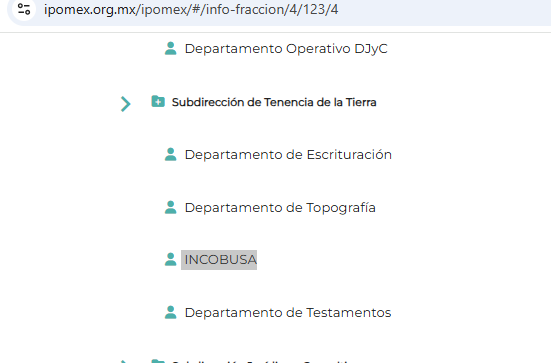 ipomex.org.mx/ipomex/#/info-fraccion/4/123/4
Departamento Operativo DJyC
Subdirección de Tenencia de la Tierra
Departamento de Escrituración
Departamento de Topografía
INCOBUSA
Departamento de Testamentos